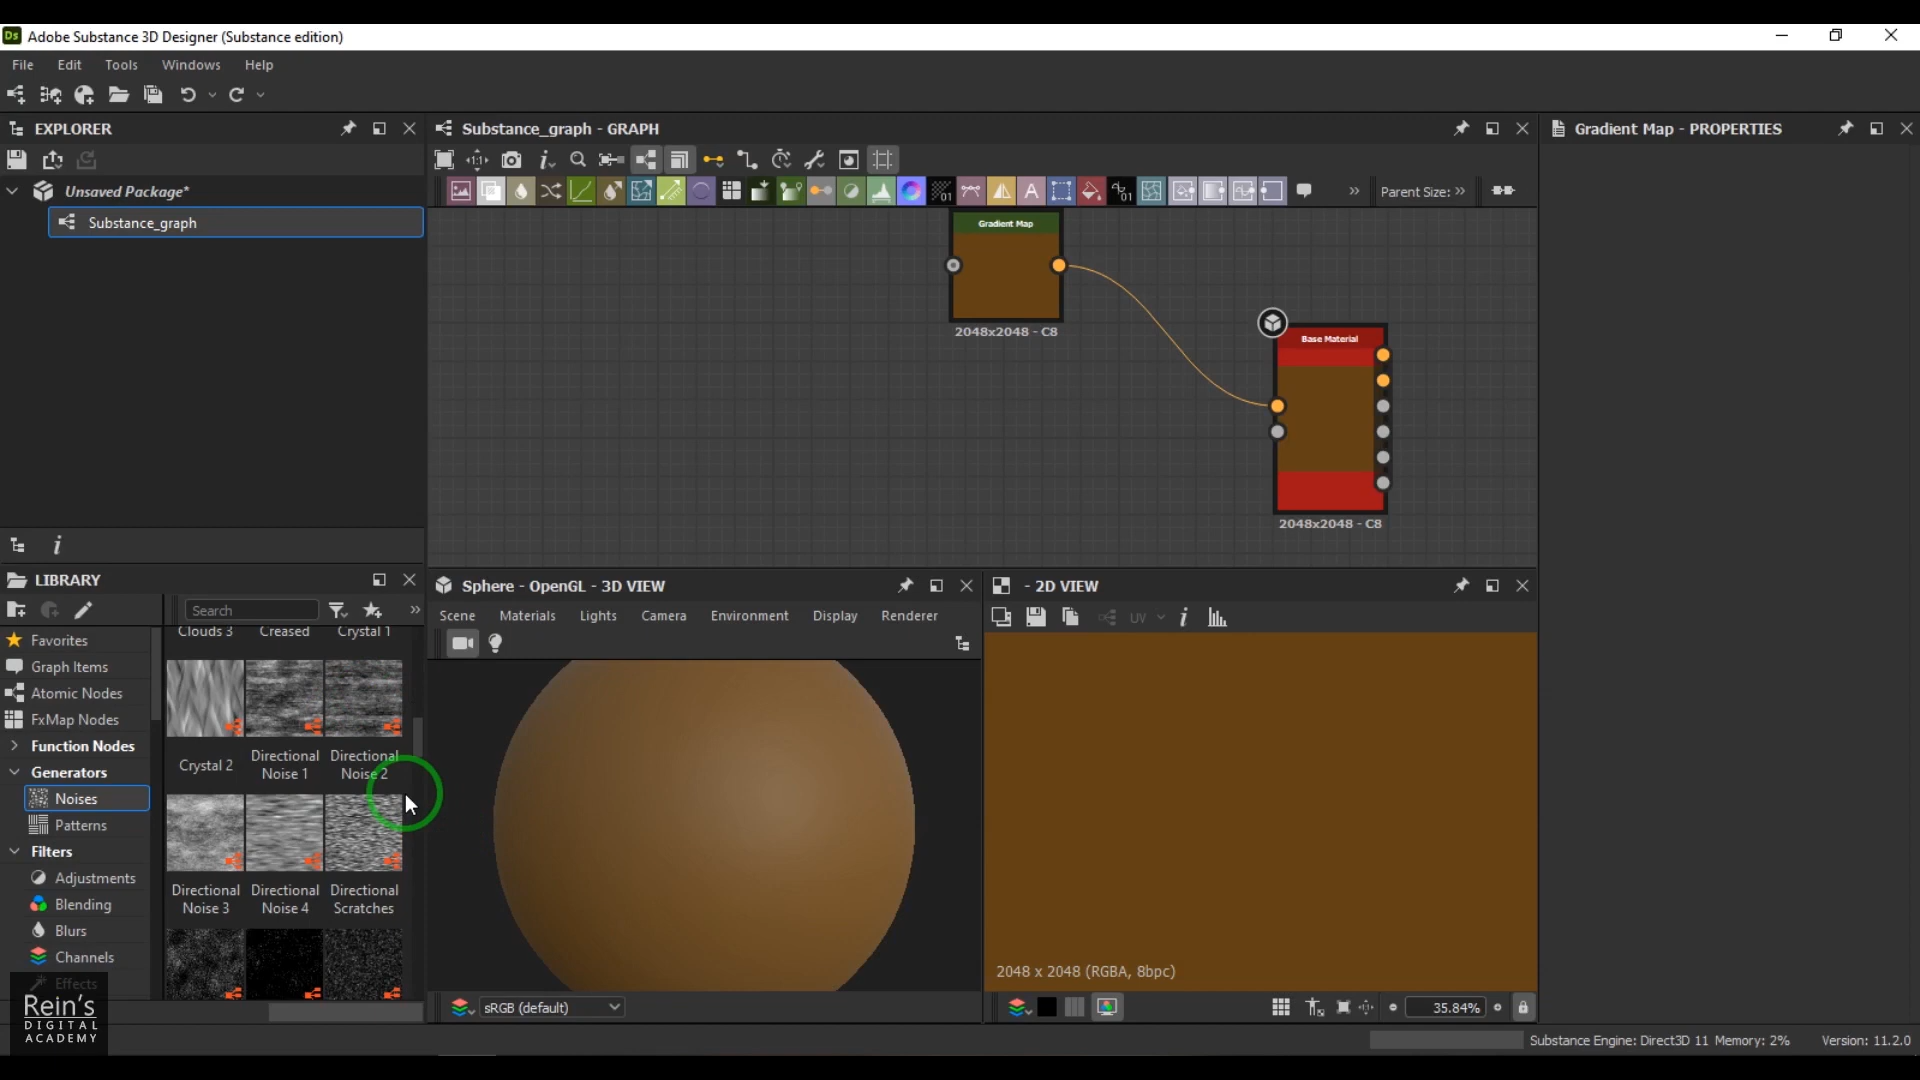 Ds Adobe Substance 3D Designer (Substance edition)
File Edit Tools Windows Help
EXPLORER
Substance_graph - GRAPH
Gradient Map - PROPERTIES
Unsaved Package*
Parent Size: »
Substance_graph
Gradient Map
2048x2048 - C8
Base Material
2048x2048 - C8
LIBRARY
Search
Favorites
Graph Items
Atomic Nodes
FxMap Nodes
Function Nodes
Generators
Noises
Patterns
Filters
Adjustments
Blending
Blurs
Channels
Effects
Clouds 3 Creased Crystal 1
Crystal 2
Directional Noise 1
Directional Noise 2
Directional Noise 3
Directional Noise 4
Directional Scratches
Sphere - OpenGL - 3D VIEW
Scene Materials Lights Camera Environment Display Renderer
sRGB (default)
- 2D VIEW
UV
2048 x 2048 (RGBA, 8bpc)
35.84%
Rein's
DIGITAL
ACADEMY
Substance Engine: Direct3D 11 Memory: 2% Version: 11.2.0